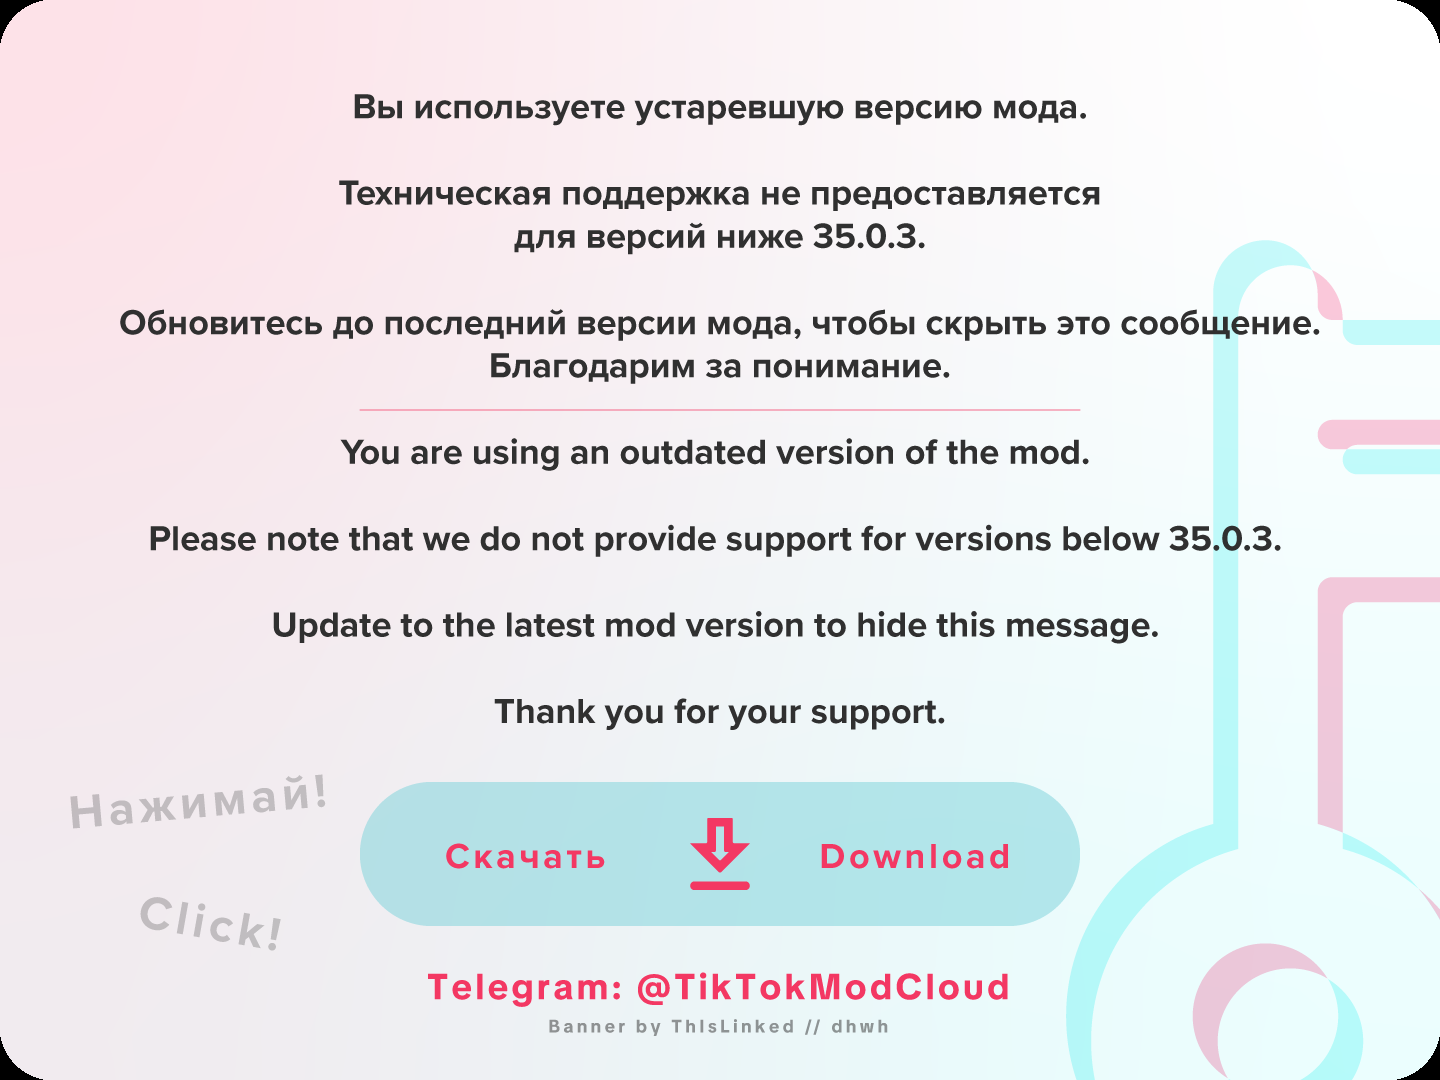 Вы используете устаревшую версию мода.
Техническая поддержка не предоставляется
для версий ниже 35.0.3.
Обновитесь до последний версии мода, чтобы скрыть это сообщение.
Благодарим за понимание.
You are using an outdated version of the mod.
Please note that we do not provide support for versions below 35.0.3.
Update to the latest mod version to hide this message.
Thank you for your support.
Нажимай!
Скачать Download
Click!
Telegram: @TikTokModCloud
Banner by ThIsLinked // dhwh